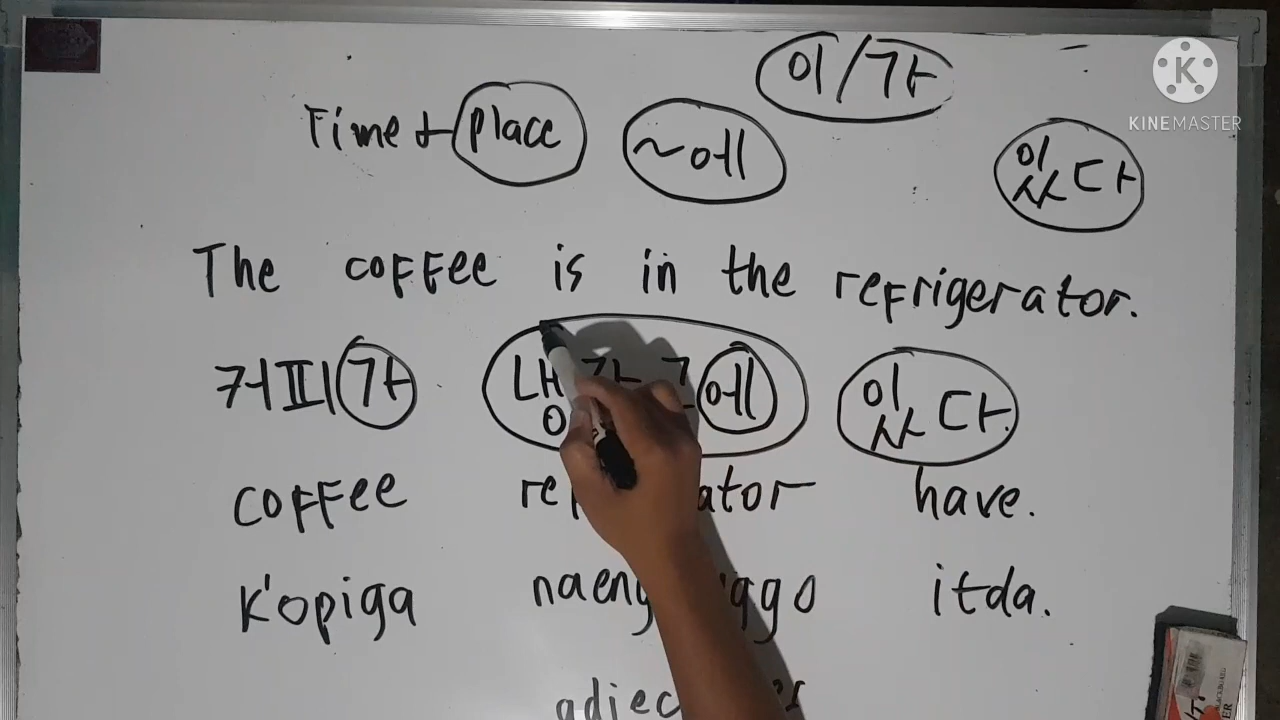 이/가
K
KINEMASTER
Time + place ~에 있다
The coffee is in the refrigerator.
커피가 에 있다.
coffee have.
K'opiga itda.